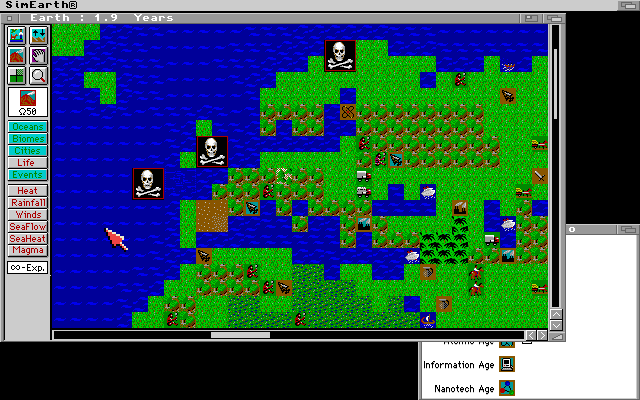 SimEarth®
Earth : 1.9 Years
Ω50
Oceans
Biomes
Cities
Life
Events
Heat
Rainfall
Winds
SeaFlow
SeaHeat
Magma
∞-Exp.
Information Age
Nanotech Age